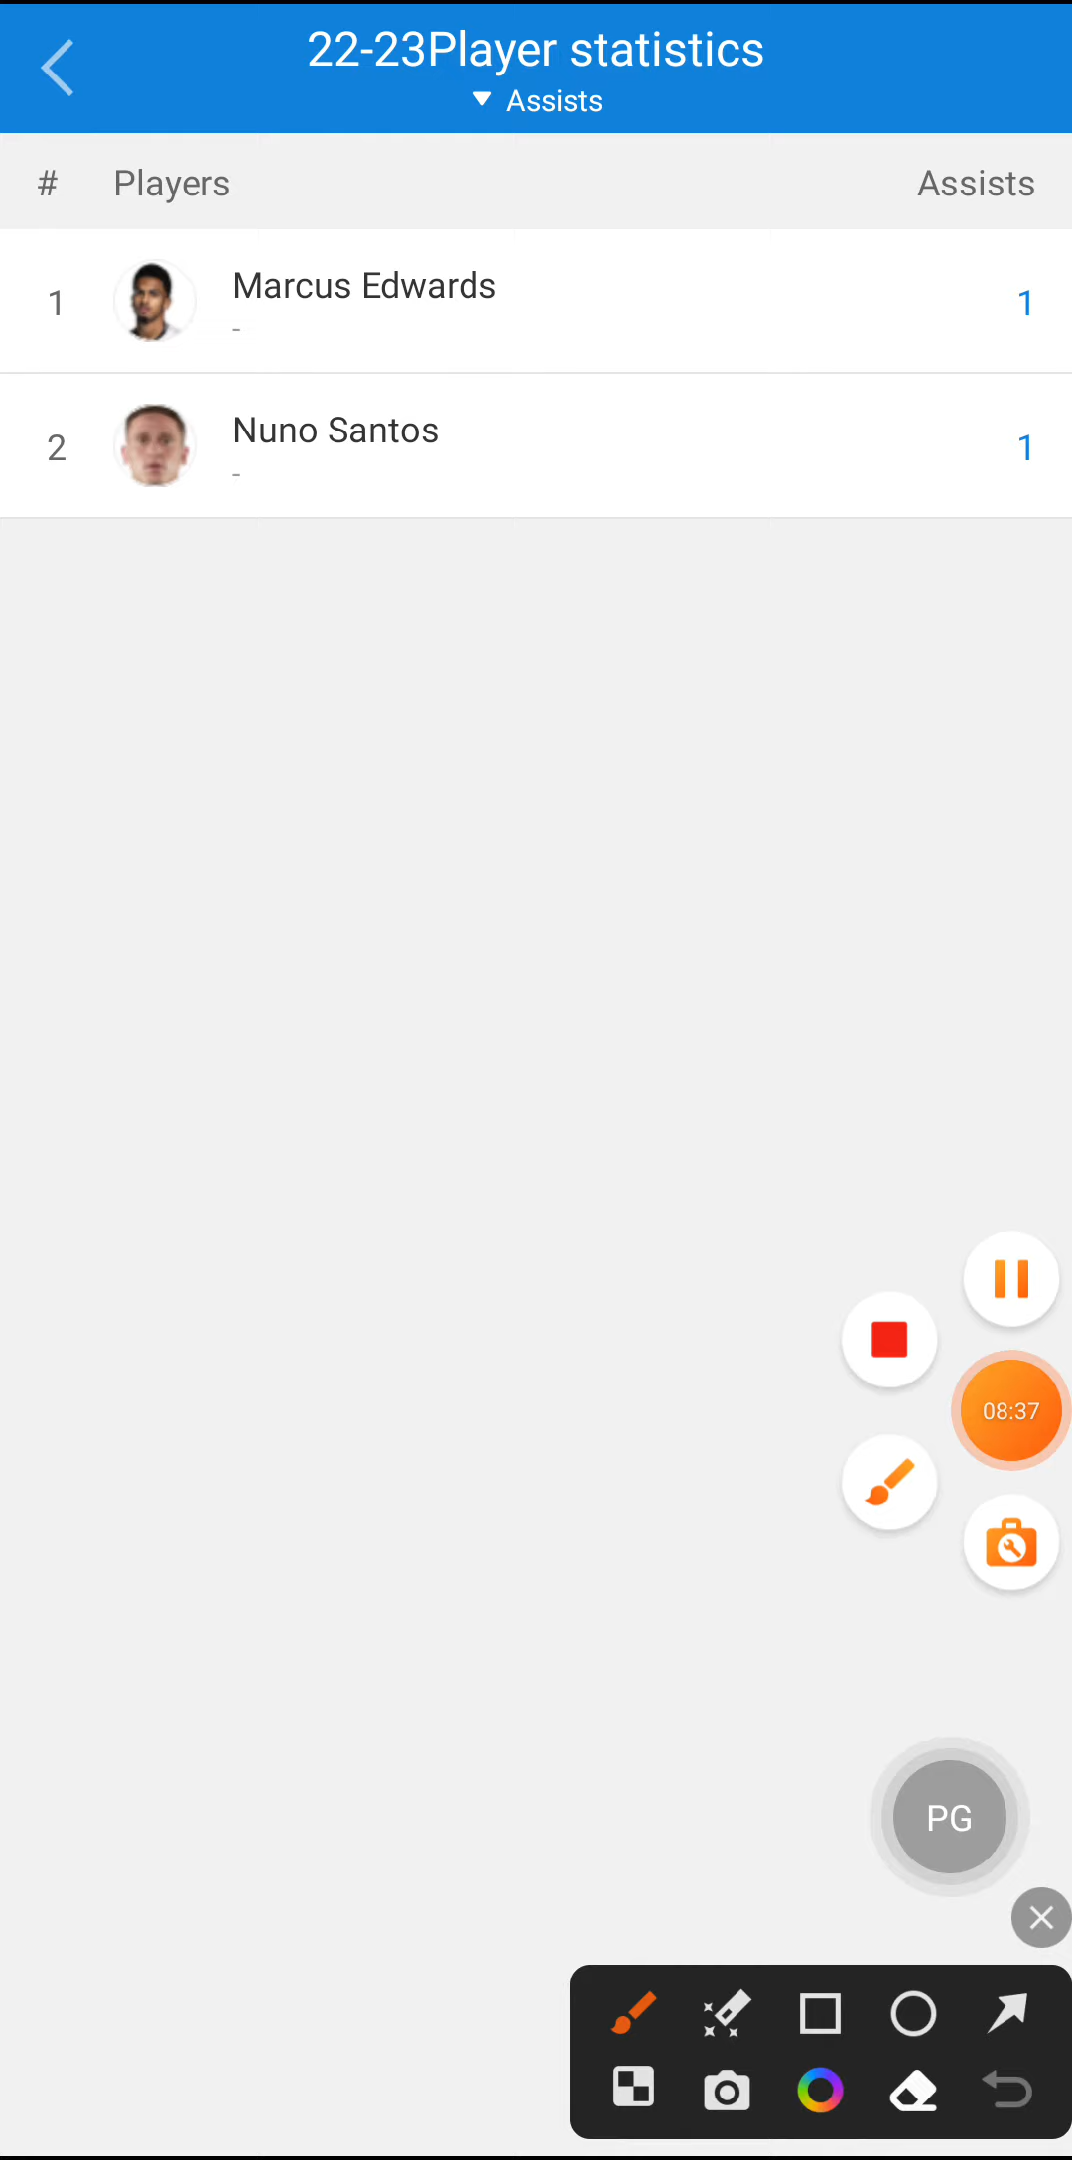 22-23Player statistics
Assists
# Players Assists
1 Marcus Edwards 1
-
2 Nuno Santos 1
-
08:37
PG